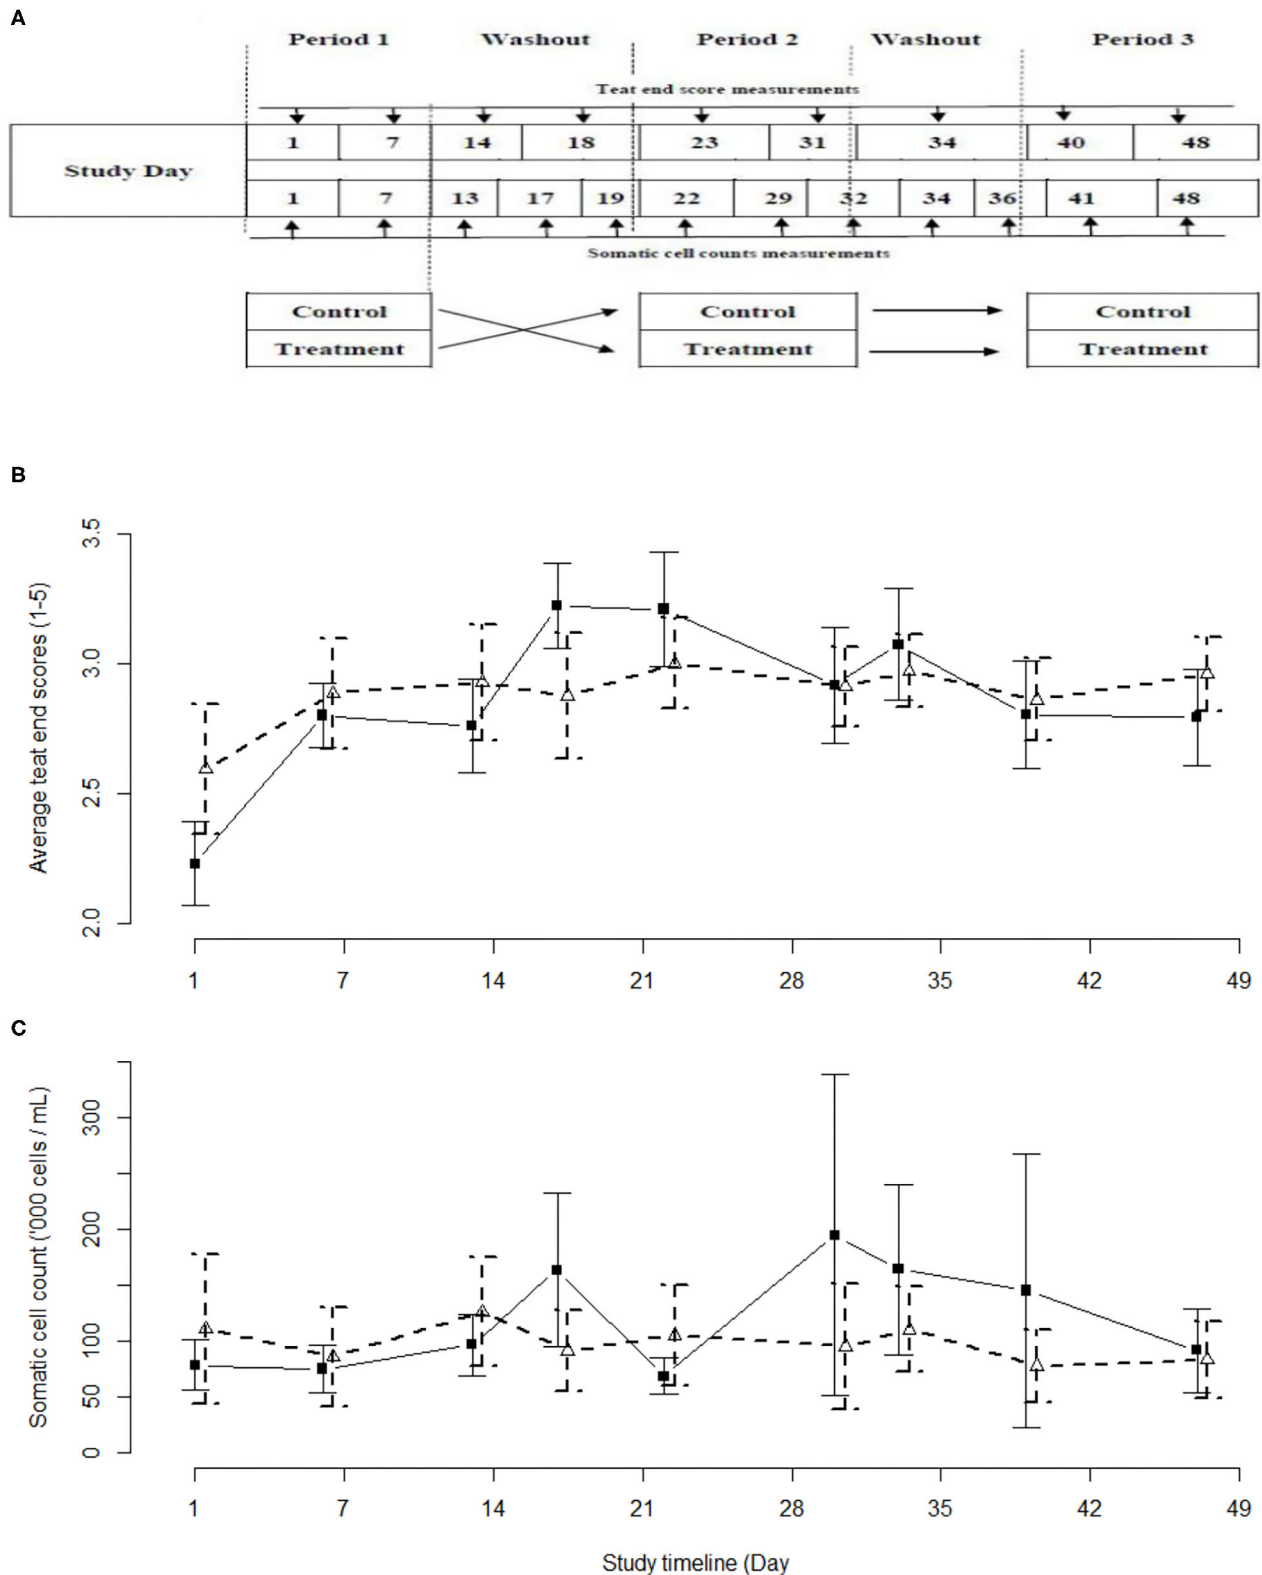 A
Period 1 Washout Period 2 Washout Period 3
Teat end score measurements
Study Day
1 7 14 18 23 31 34 40 48
1 7 13 17 19 22 29 32 34 36 41 48
Somatic cell counts measurements
Control Control Control
Treatment Treatment Treatment
B
Average teat end scores (1-5)
3.5
3.0
2.5
2.0
1 7 14 21 28 35 42 49
C
Somatic cell count ('000 cells / mL)
300
200
100
50
0
1 7 14 21 28 35 42 49
Study timeline (Day